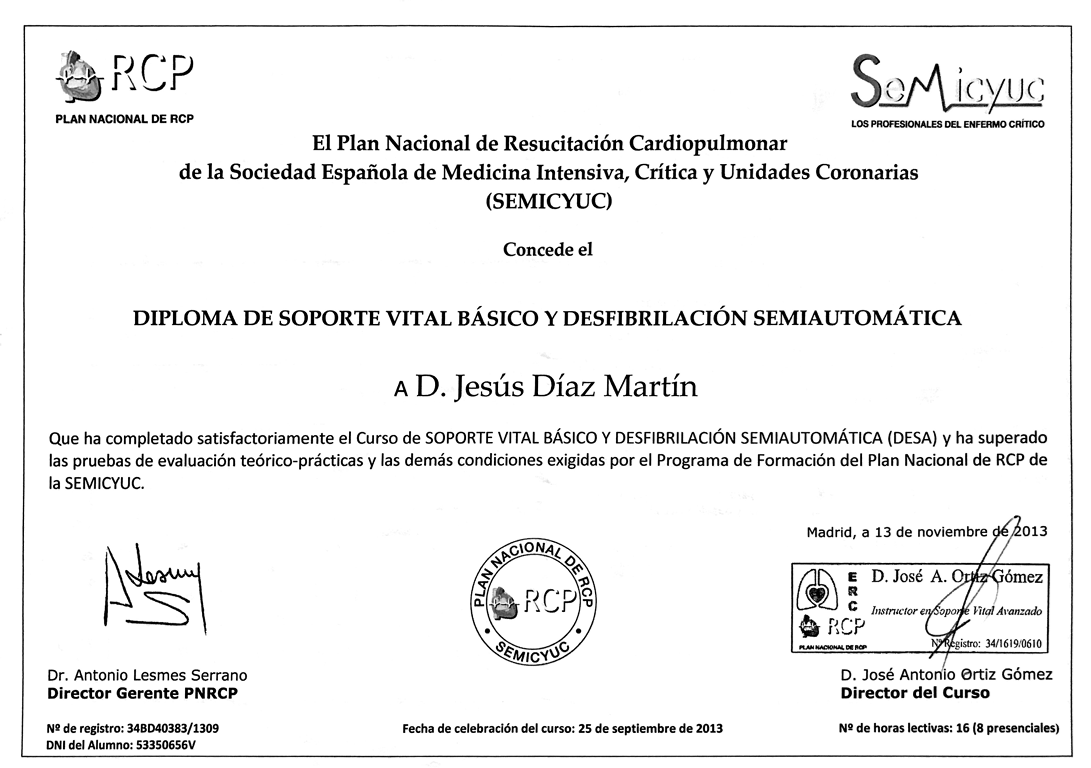 RCP
PLAN NACIONAL DE RCP
SeMicyuc
LOS PROFESIONALES DEL ENFERMO CRÍTICO
El Plan Nacional de Resucitación Cardiopulmonar
de la Sociedad Española de Medicina Intensiva, Crítica y Unidades Coronarias
(SEMICYUC)
Concede el
DIPLOMA DE SOPORTE VITAL BÁSICO Y DESFIBRILACIÓN SEMIAUTOMÁTICA
A D. Jesús Díaz Martín
Que ha completado satisfactoriamente el Curso de SOPORTE VITAL BÁSICO Y DESFIBRILACIÓN SEMIAUTOMÁTICA (DESA) y ha superado
las pruebas de evaluación teórico-prácticas y las demás condiciones exigidas por el Programa de Formación del Plan Nacional de RCP de
la SEMICYUC.
Madrid, a 13 de noviembre de 2013
Lesmes
PLAN NACIONAL DE RCP
RCP
SEMICYUC
ERC
D. José A. Ortiz Gómez
Instructor en Soporte Vital Avanzado
RCP
PLAN NACIONAL DE RCP
Nº Registro: 34/1619/0610
Dr. Antonio Lesmes Serrano
Director Gerente PNRCP
D. José Antonio Ortiz Gómez
Director del Curso
Nº de registro: 34BD40383/1309
DNI del Alumno: 53350656V
Fecha de celebración del curso: 25 de septiembre de 2013
Nº de horas lectivas: 16 (8 presenciales)